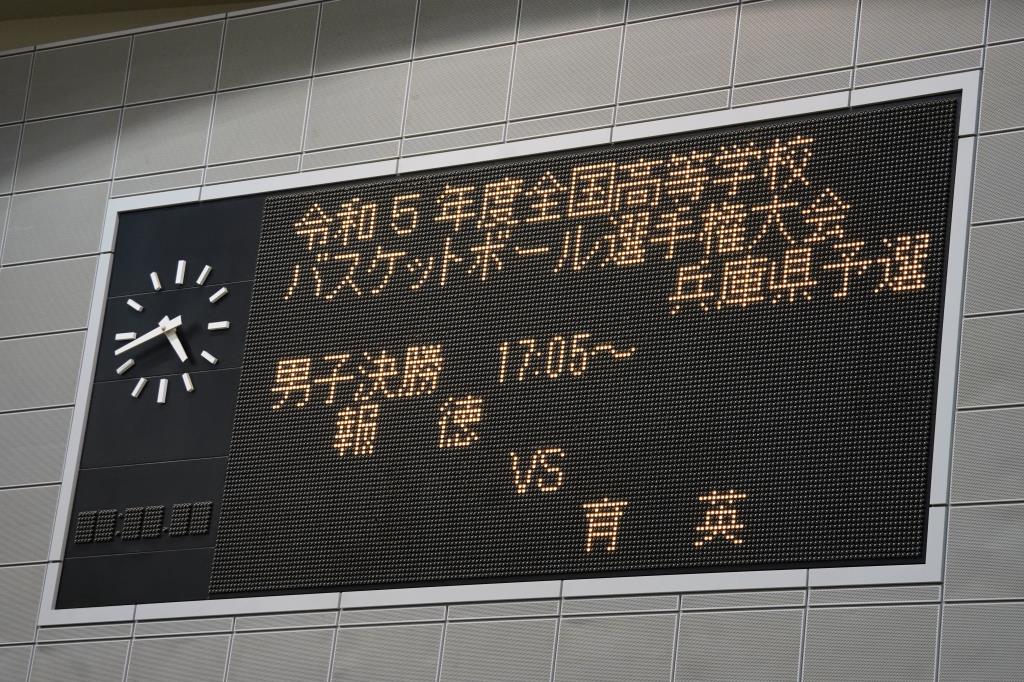 令和5年度全国高等学校
バスケットボール選手権大会
兵庫県予選
男子決勝 17:05～
報 徳
VS
育 英